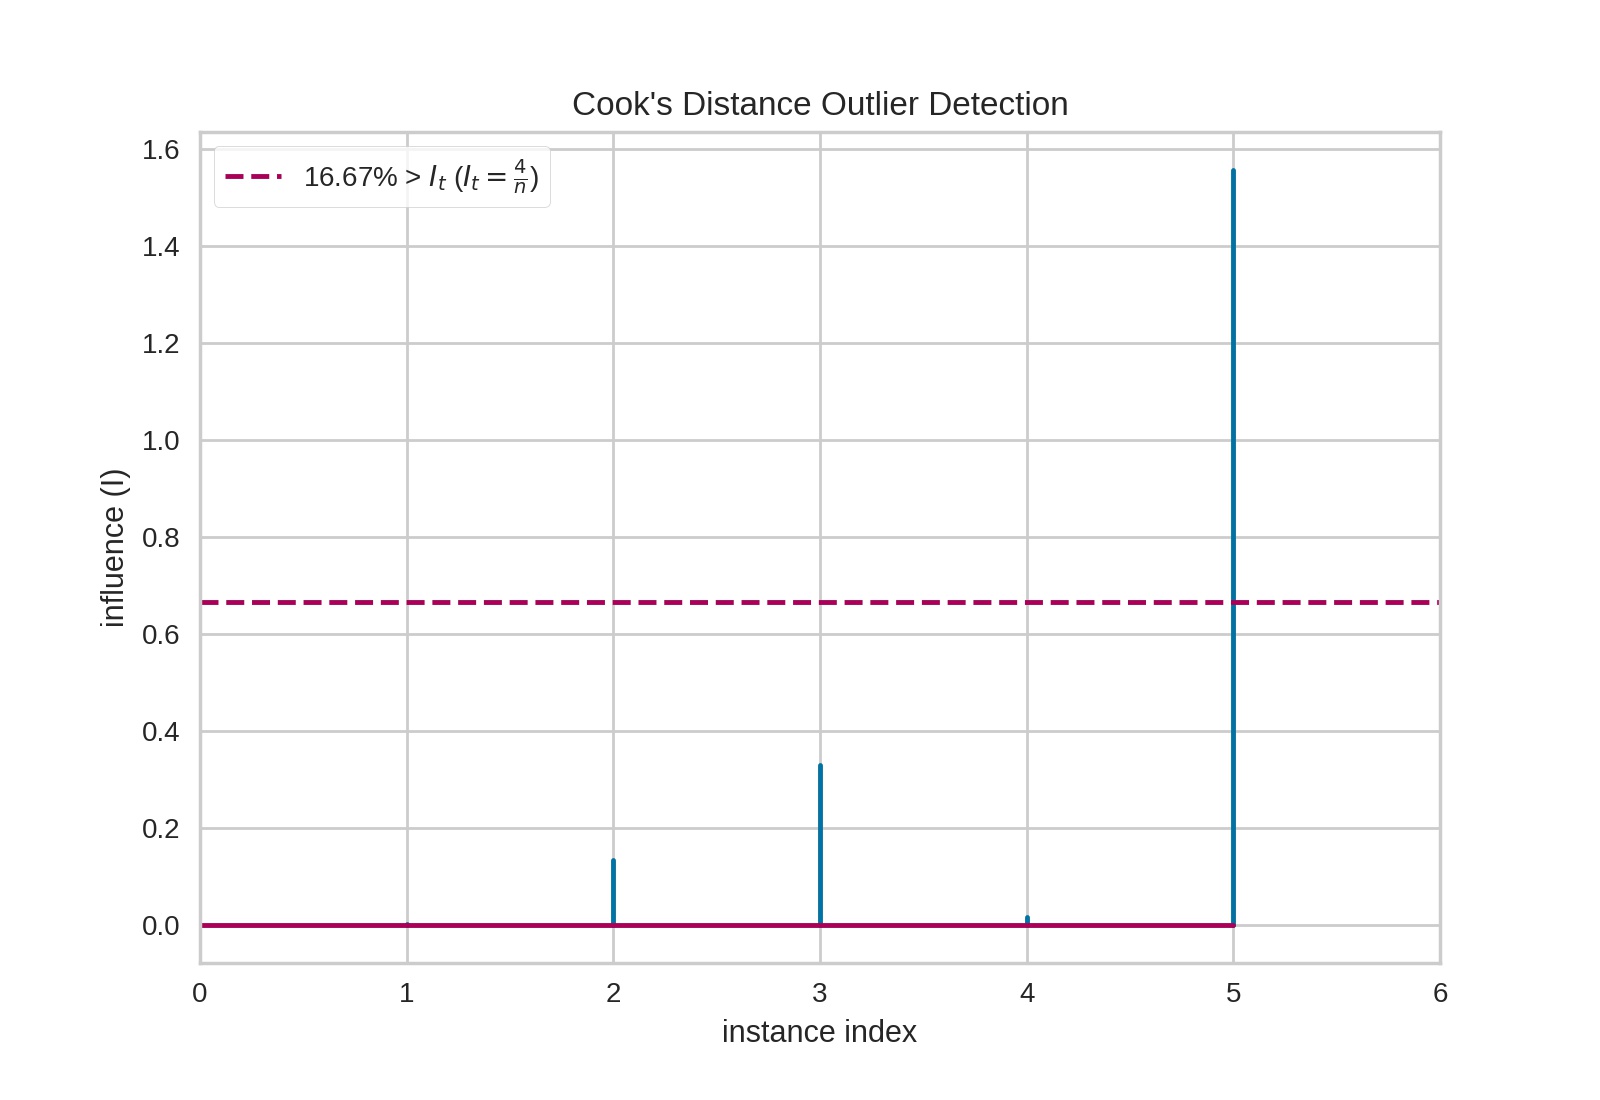 Cook's Distance Outlier Detection
16.67% > I_t (I_t = 4/n)
influence (I)
1.6
1.4
1.2
1.0
0.8
0.6
0.4
0.2
0.0
0 1 2 3 4 5 6
instance index